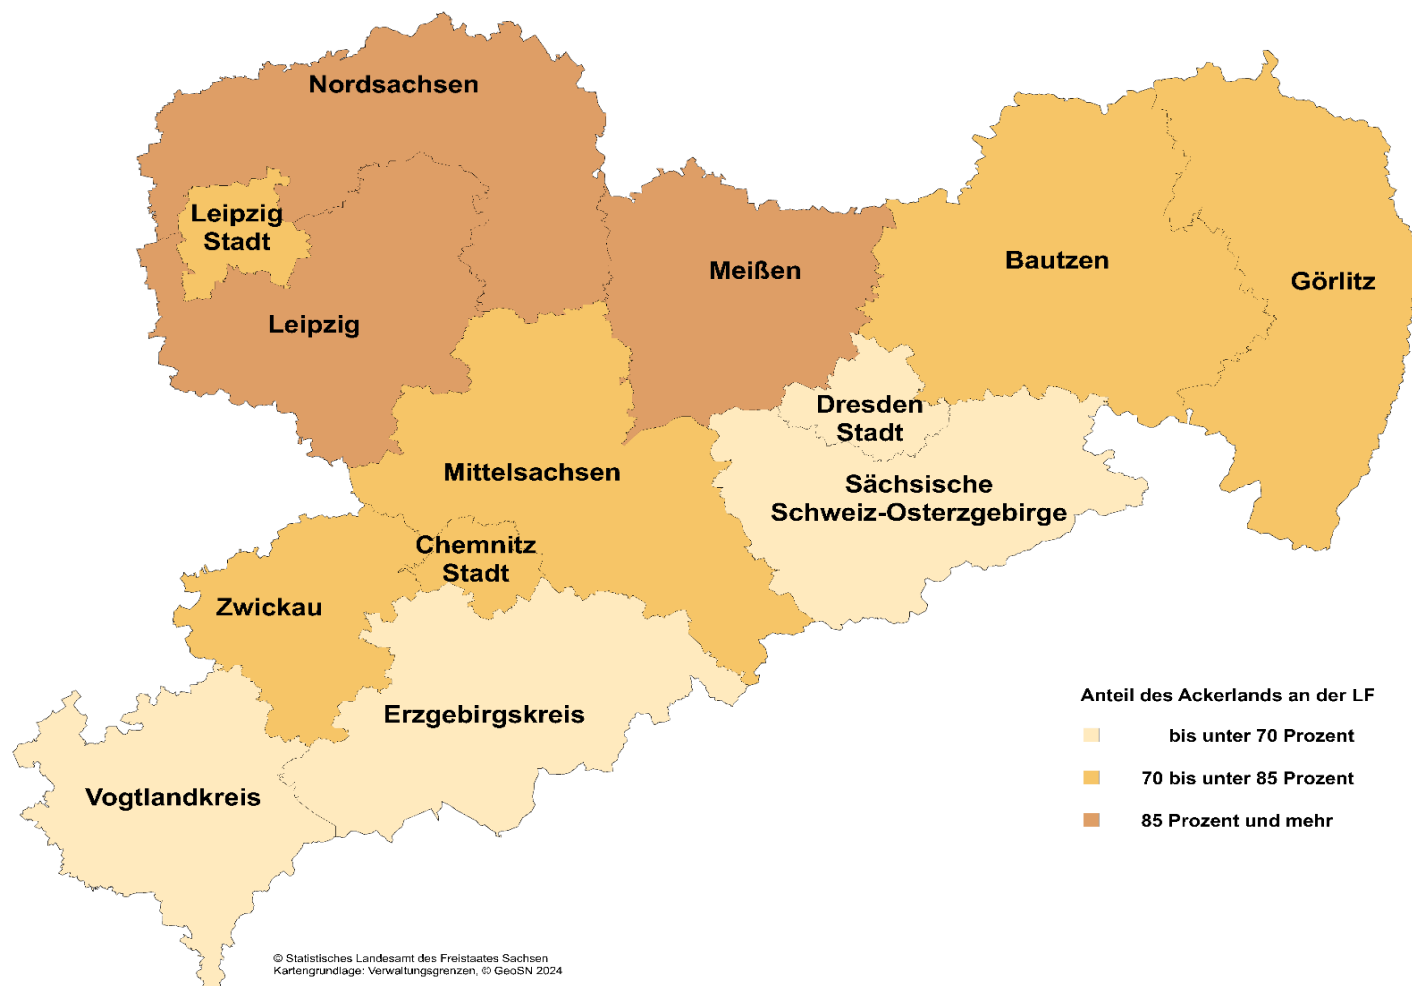 Nordsachsen
Leipzig
Stadt
Meißen
Bautzen
Görlitz
Leipzig
Dresden
Stadt
Mittelsachsen
Sächsische
Schweiz-Osterzgebirge
Chemnitz
Stadt
Zwickau
Erzgebirgskreis
Vogtlandkreis
Anteil des Ackerlands an der LF
bis unter 70 Prozent
70 bis unter 85 Prozent
85 Prozent und mehr
© Statistisches Landesamt des Freistaates Sachsen
Kartengrundlage: Verwaltungsgrenzen, © GeoSN 2024